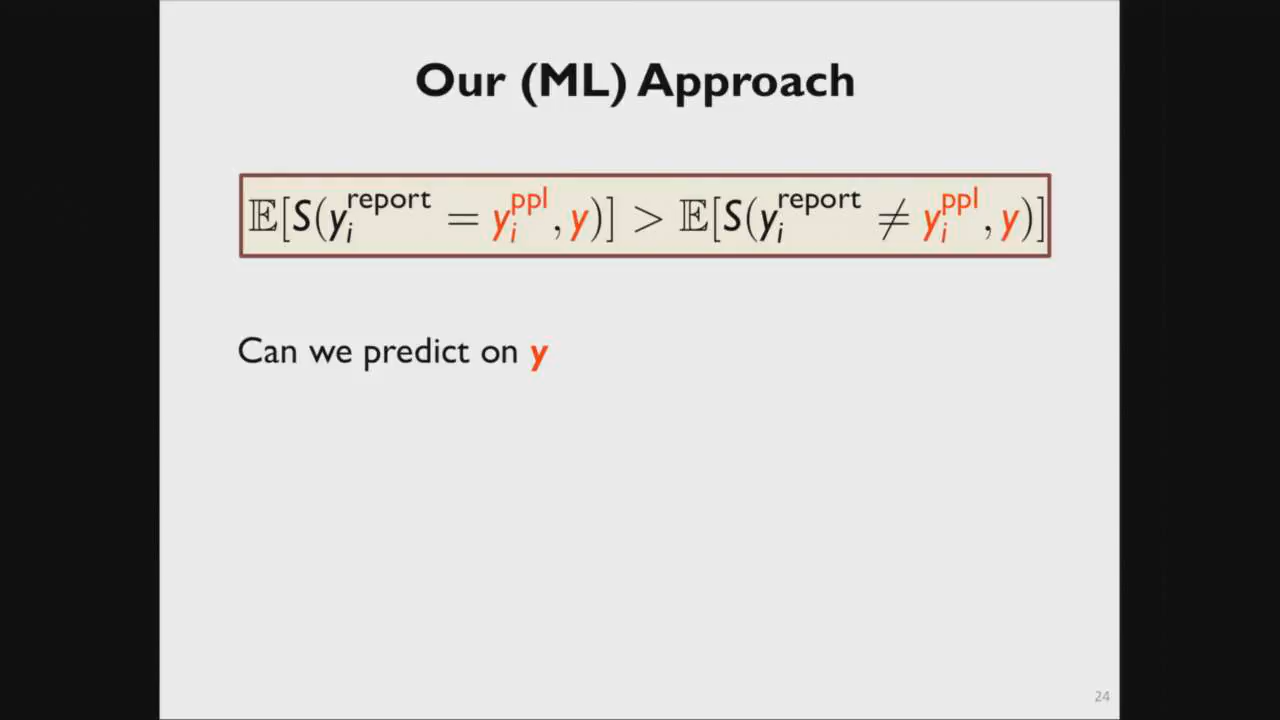 Our (ML) Approach
𝔼[S(y_i^report = y_i^ppl, y)] > 𝔼[S(y_i^report ≠ y_i^ppl, y)]
Can we predict on y
24